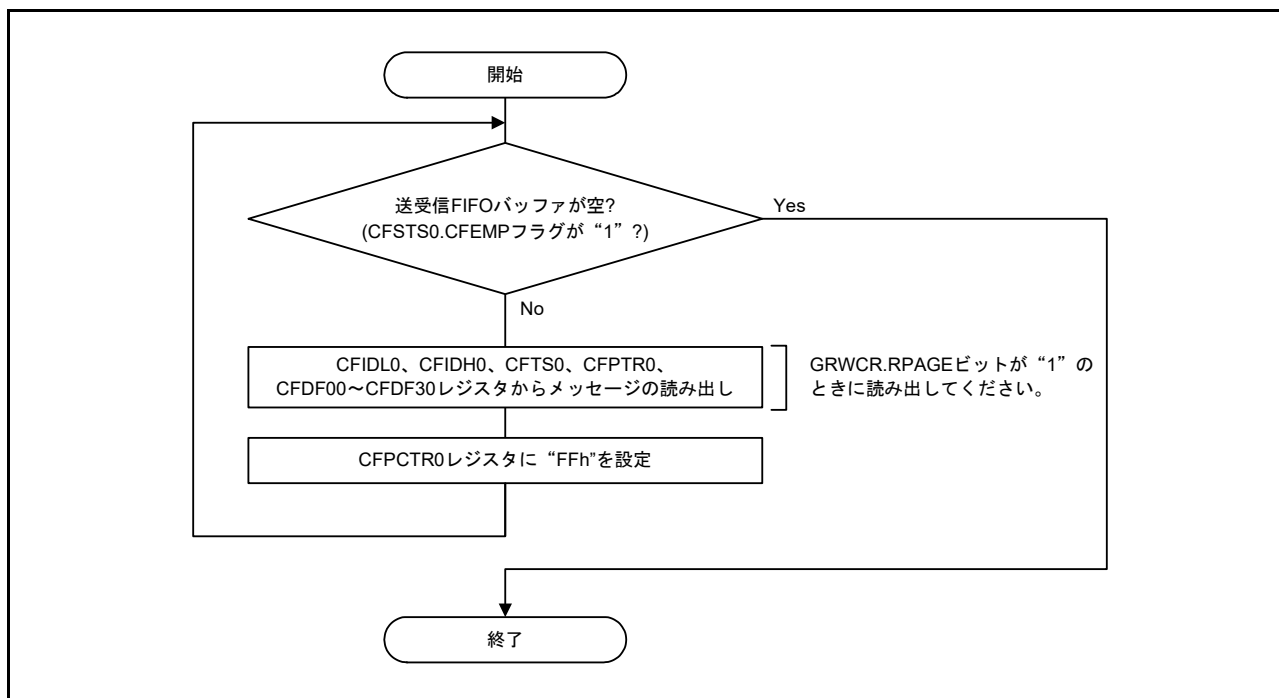 開始
送受信FIFOバッファが空?
(CFSTS0.CFEMPフラグが“1”?)
Yes
No
CFIDL0、CFIDH0、CFTS0、CFPTR0、
CFDF00～CFDF30レジスタからメッセージの読み出し
GRWCR.RPAGEビットが“1”の
ときに読み出してください。
CFPCTR0レジスタに“FFh”を設定
終了